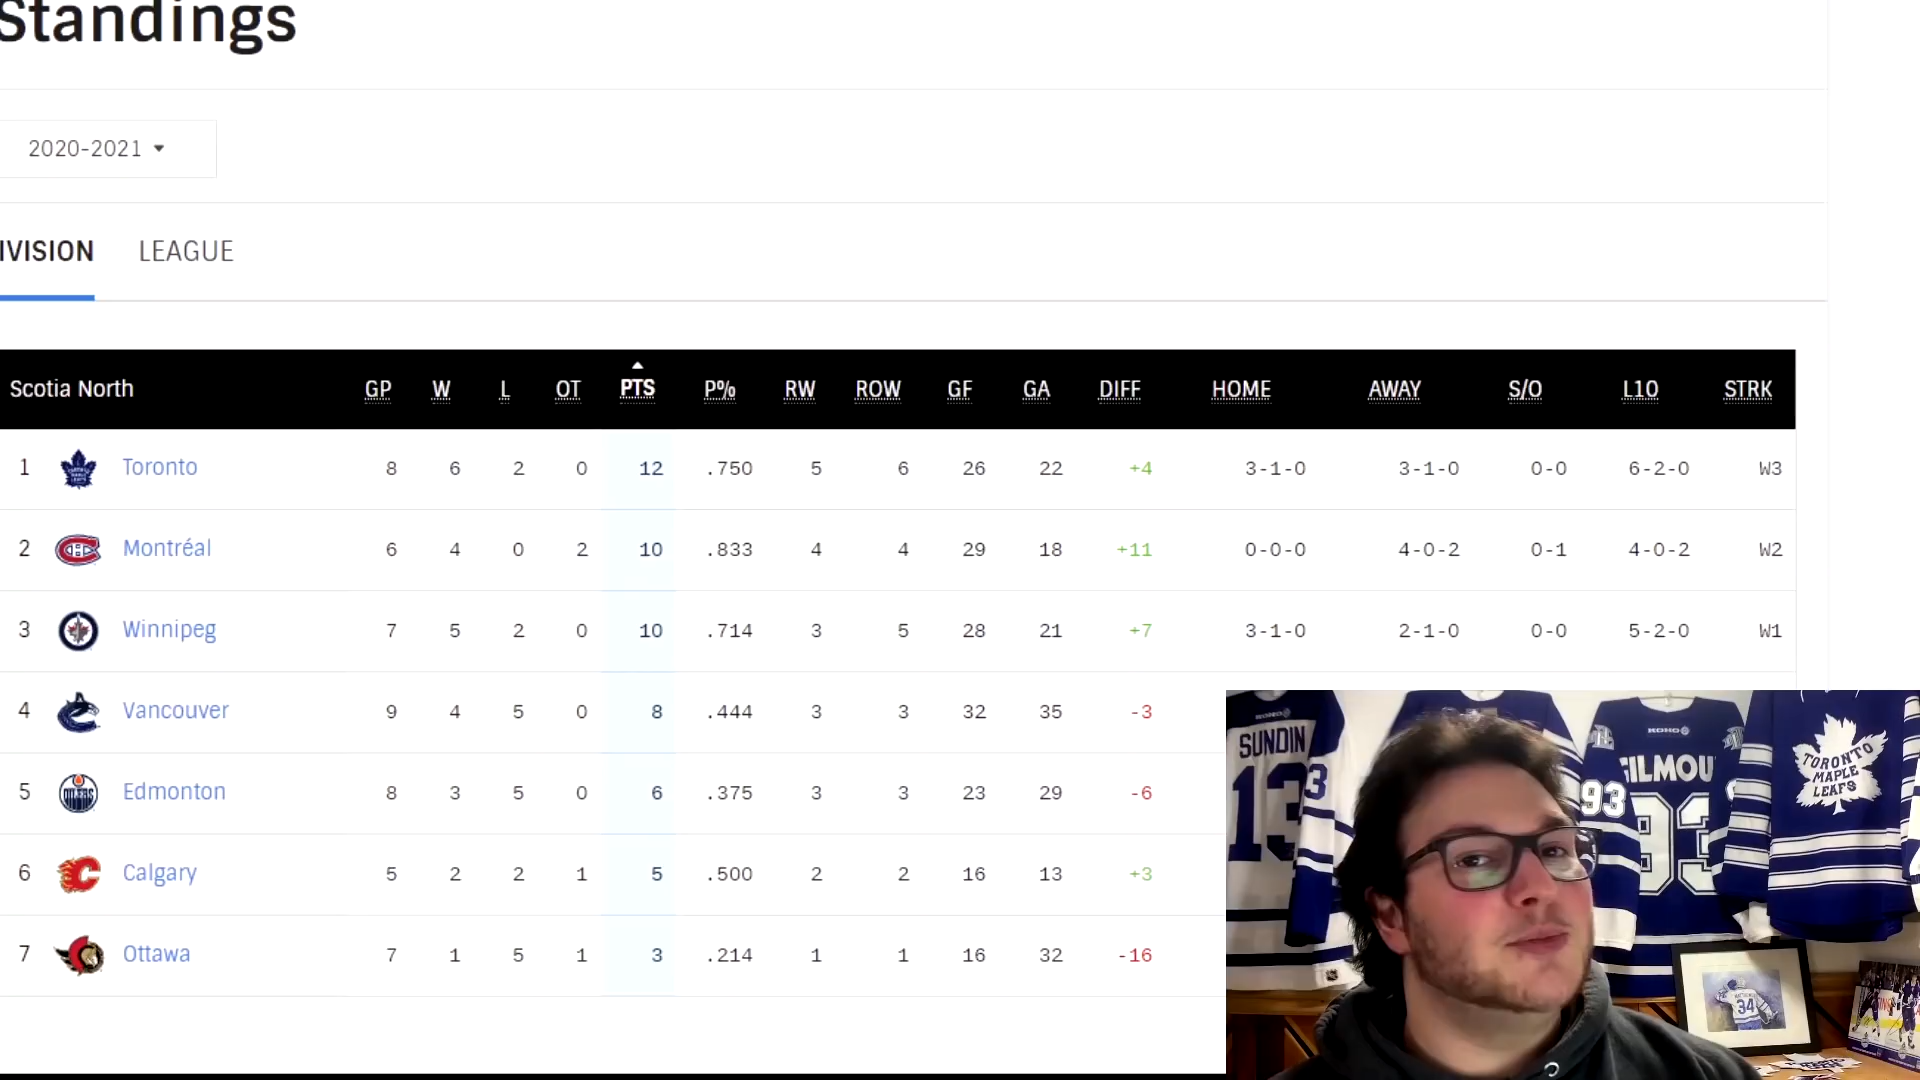 Standings
2020-2021
IVISION LEAGUE
Scotia North GP W L OT PTS P% RW ROW GF GA DIFF HOME AWAY S/O L10 STRK
1 Toronto 8 6 2 0 12 .750 5 6 26 22 +4 3-1-0 3-1-0 0-0 6-2-0 W3
2 Montréal 6 4 0 2 10 .833 4 4 29 18 +11 0-0-0 4-0-2 0-1 4-0-2 W2
3 Winnipeg 7 5 2 0 10 .714 3 5 28 21 +7 3-1-0 2-1-0 0-0 5-2-0 W1
4 Vancouver 9 4 5 0 8 .444 3 3 32 35 -3
5 Edmonton 8 3 5 0 6 .375 3 3 23 29 -6
6 Calgary 5 2 2 1 5 .500 2 2 16 13 +3
7 Ottawa 7 1 5 1 3 .214 1 1 16 32 -16
KOHO
SUNDIN
13
3
KOHO
GILMOU
93
93
TORONTO
MAPLE
LEAFS
34
OILERS